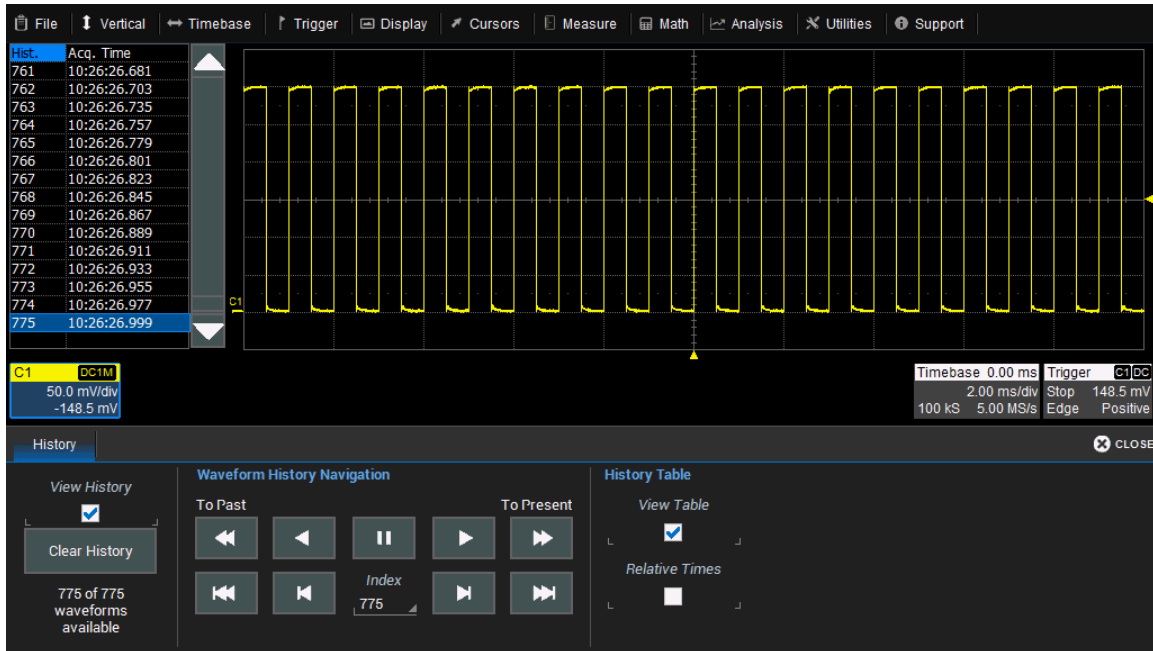 File Vertical Timebase Trigger Display Cursors Measure Math Analysis Utilities Support
Hist. Acq. Time
761 10:26:26.681
762 10:26:26.703
763 10:26:26.735
764 10:26:26.757
765 10:26:26.779
766 10:26:26.801
767 10:26:26.823
768 10:26:26.845
769 10:26:26.867
770 10:26:26.889
771 10:26:26.911
772 10:26:26.933
773 10:26:26.955
774 10:26:26.977
775 10:26:26.999
C1
C1 DC1M
50.0 mV/div
-148.5 mV
Timebase 0.00 ms
2.00 ms/div
100 kS 5.00 MS/s
Trigger C1 DC
Stop 148.5 mV
Edge Positive
History
CLOSE
View History
Clear History
775 of 775
waveforms
available
Waveform History Navigation
To Past To Present
Index
775
History Table
View Table
Relative Times